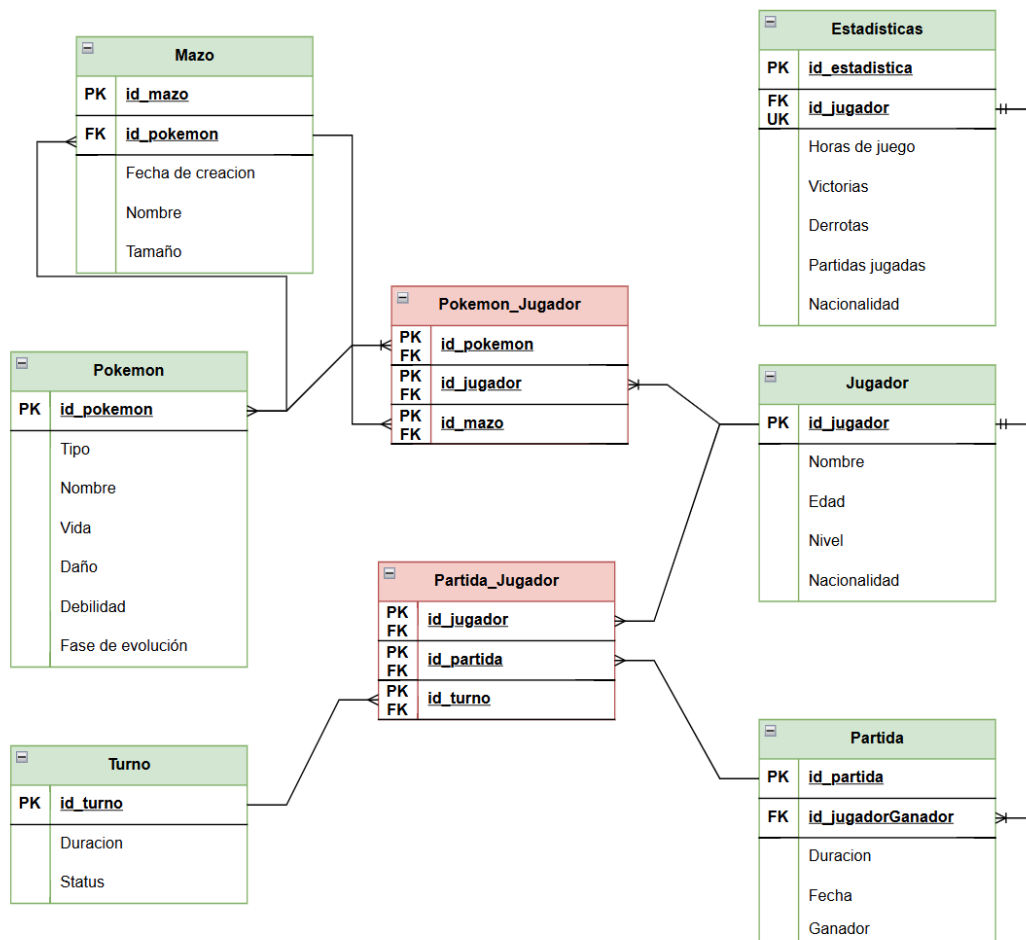 Mazo
PK id_mazo
FK id_pokemon
Fecha de creacion
Nombre
Tamaño
Estadisticas
PK id_estadistica
FK
UK id_jugador
Horas de juego
Victorias
Derrotas
Partidas jugadas
Nacionalidad
Pokemon_Jugador
PK
FK id_pokemon
PK
FK id_jugador
PK
FK id_mazo
Pokemon
PK id_pokemon
Tipo
Nombre
Vida
Daño
Debilidad
Fase de evolución
Jugador
PK id_jugador
Nombre
Edad
Nivel
Nacionalidad
Partida_Jugador
PK
FK id_jugador
PK
FK id_partida
PK
FK id_turno
Turno
PK id_turno
Duracion
Status
Partida
PK id_partida
FK id_jugadorGanador
Duracion
Fecha
Ganador